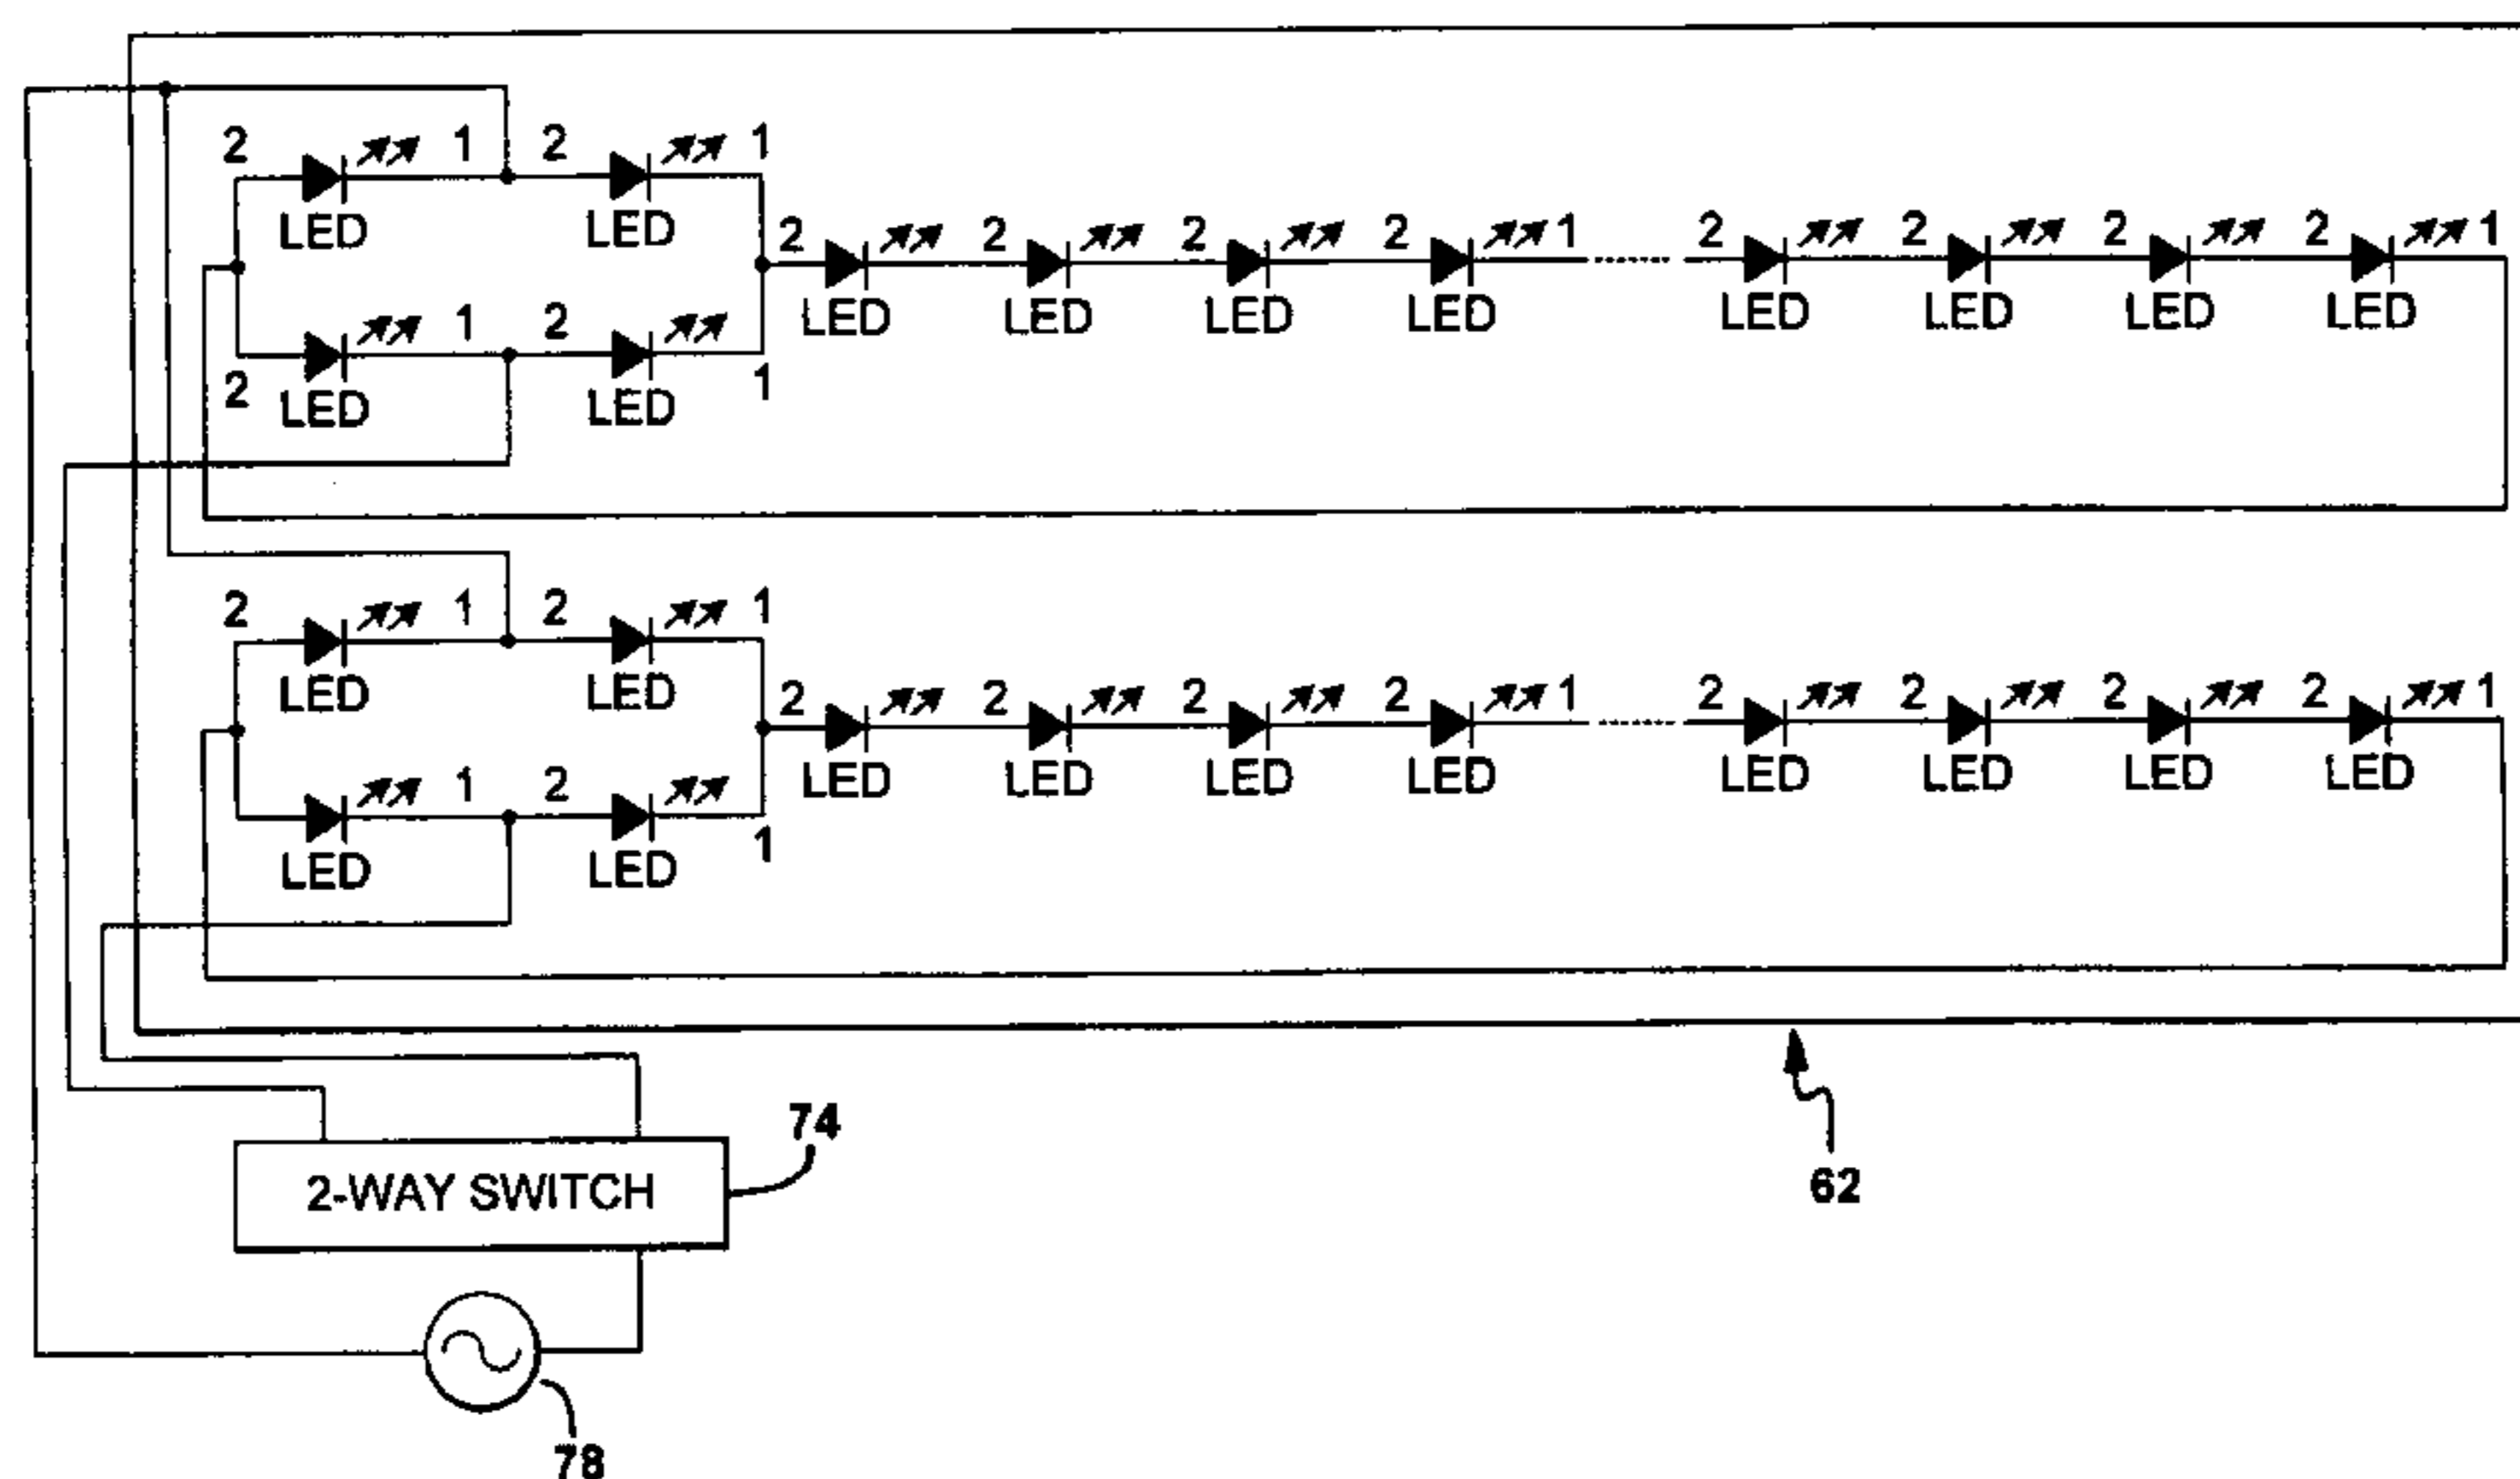 2 1 2 1
LED LED
2 2 2 2 1 2 2 2 2 1
LED LED LED LED LED LED LED LED
1 2
2 LED LED 1
2 1 2 1
LED LED
2 2 2 2 1 2 2 2 2 1
LED LED LED LED LED LED LED LED
1 2
LED LED 1
74
2-WAY SWITCH
62
78